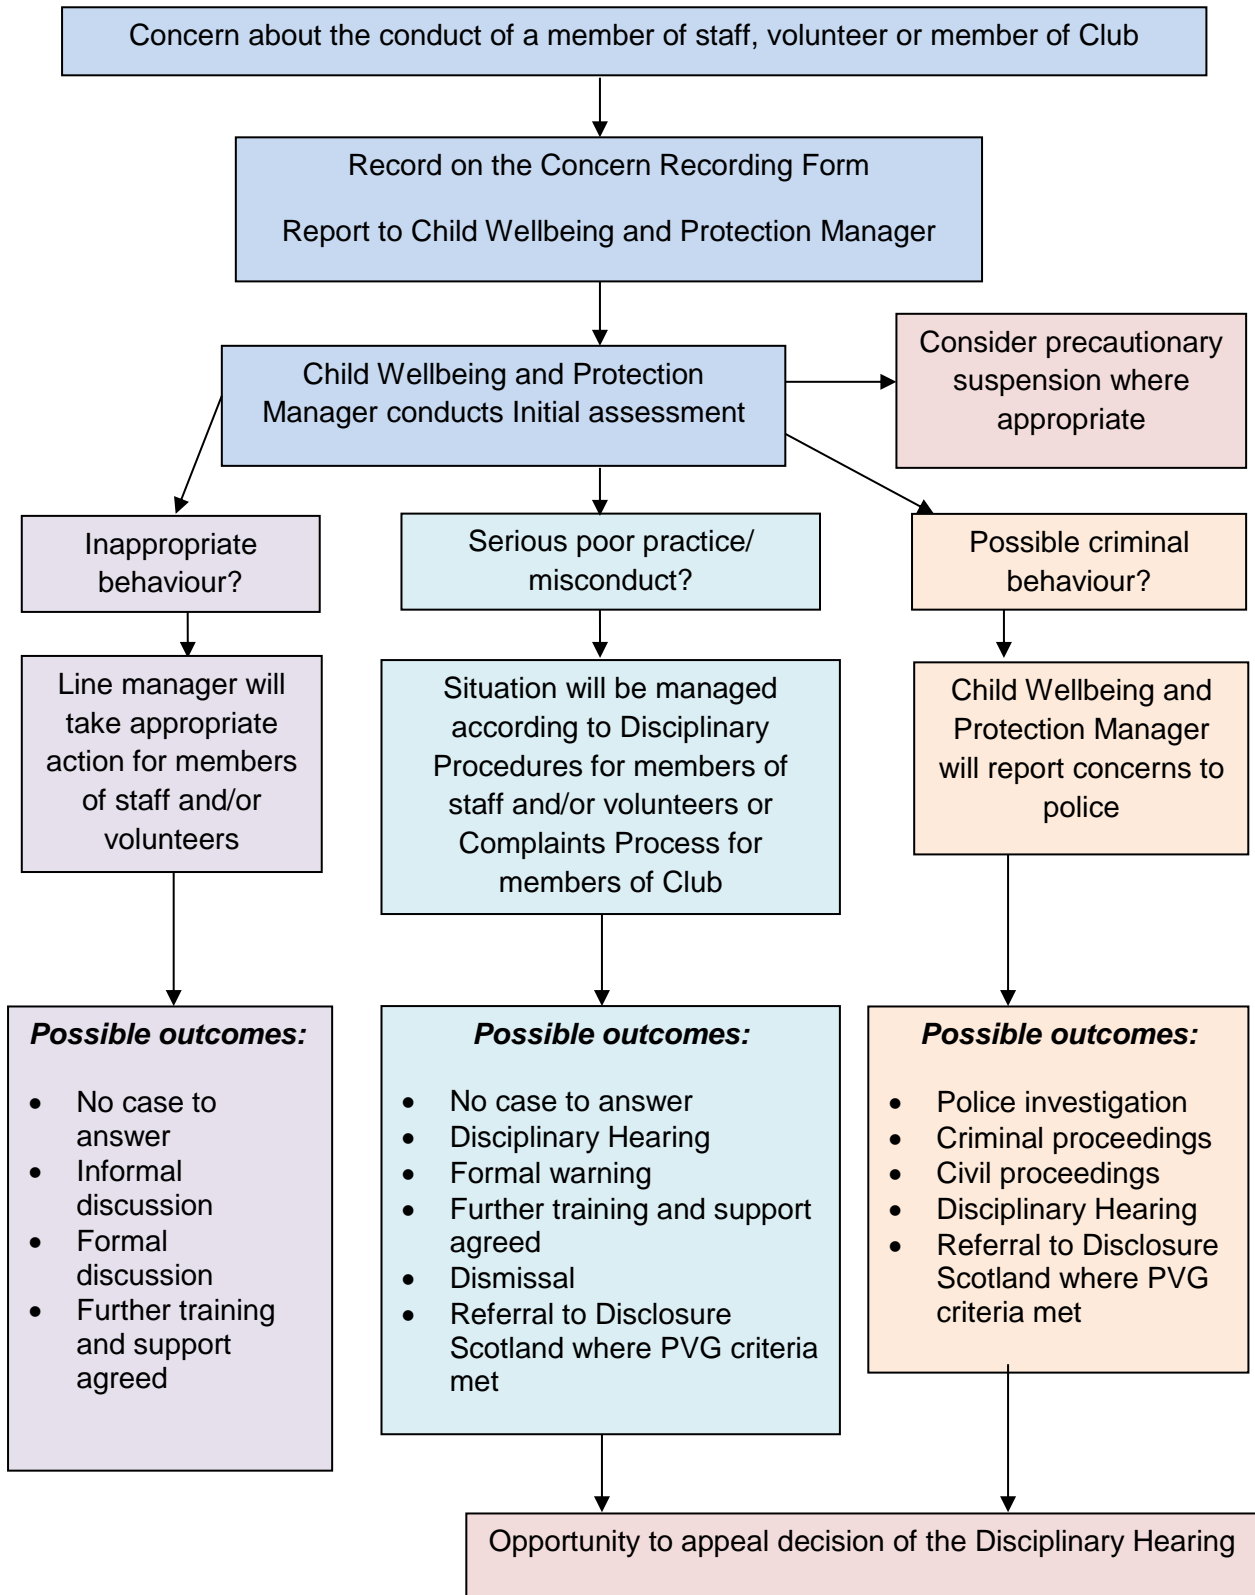 Concern about the conduct of a member of staff, volunteer or member of Club
Record on the Concern Recording Form
Report to Child Wellbeing and Protection Manager
Child Wellbeing and Protection
Manager conducts Initial assessment
Consider precautionary
suspension where
appropriate
Inappropriate
behaviour?
Serious poor practice/
misconduct?
Possible criminal
behaviour?
Line manager will
take appropriate
action for members
of staff and/or
volunteers
Situation will be managed
according to Disciplinary
Procedures for members of
staff and/or volunteers or
Complaints Process for
members of Club
Child Wellbeing and
Protection Manager
will report concerns to
police
Possible outcomes:
• No case to
answer
• Informal
discussion
• Formal
discussion
• Further training
and support
agreed
Possible outcomes:
• No case to answer
• Disciplinary Hearing
• Formal warning
• Further training and support
agreed
• Dismissal
• Referral to Disclosure
Scotland where PVG criteria
met
Possible outcomes:
• Police investigation
• Criminal proceedings
• Civil proceedings
• Disciplinary Hearing
• Referral to Disclosure
Scotland where PVG
criteria met
Opportunity to appeal decision of the Disciplinary Hearing